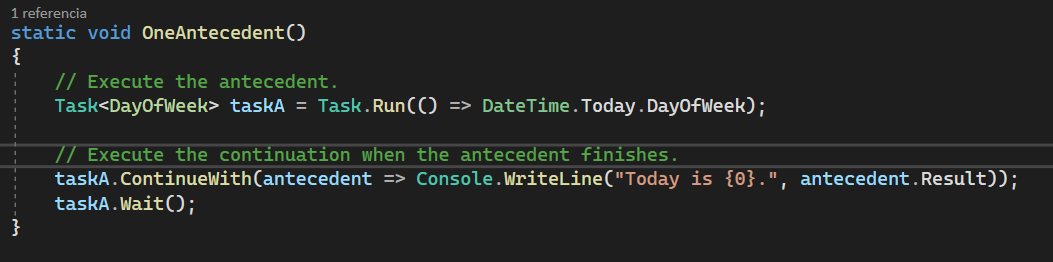 1 referencia
static void OneAntecedent()
{
// Execute the antecedent.
Task<DayOfWeek> taskA = Task.Run(() => DateTime.Today.DayOfWeek);
// Execute the continuation when the antecedent finishes.
taskA.ContinueWith(antecedent => Console.WriteLine("Today is {0}.", antecedent.Result));
taskA.Wait();
}